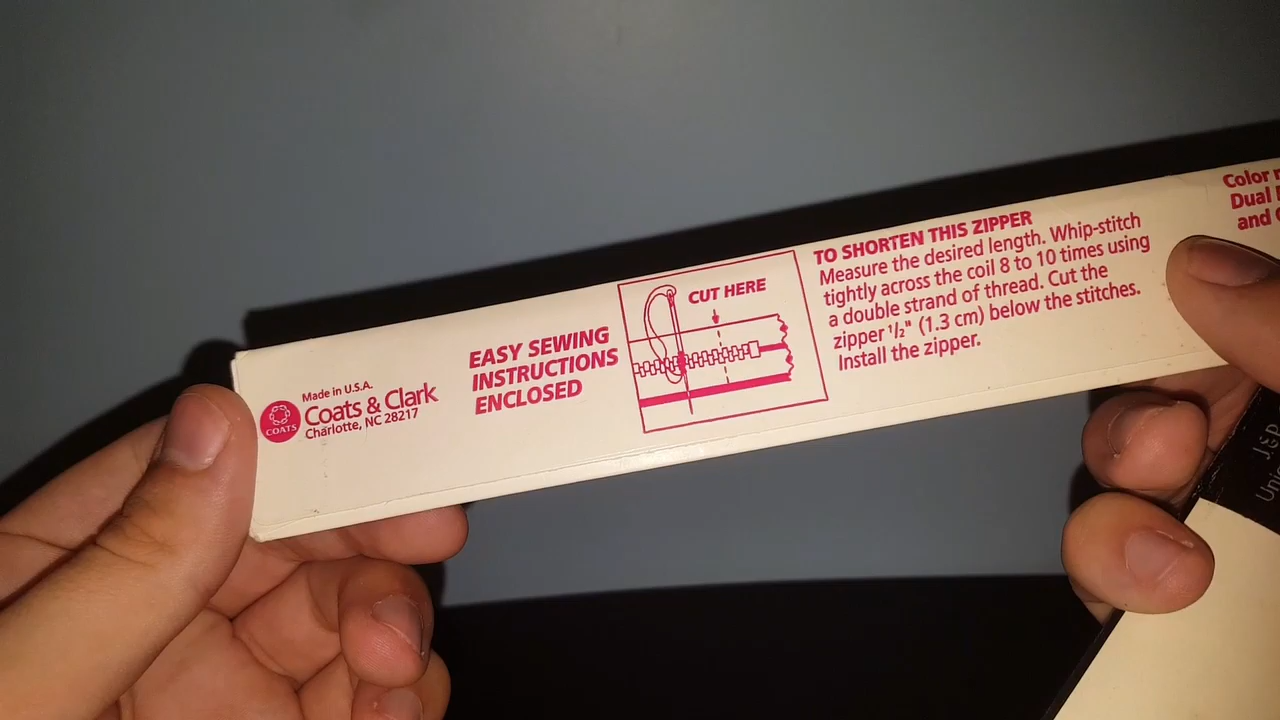 Made in U.S.A.
COATS
Coats & Clark
Charlotte, NC 28217
EASY SEWING
INSTRUCTIONS
ENCLOSED
CUT HERE
TO SHORTEN THIS ZIPPER
Measure the desired length. Whip-stitch
tightly across the coil 8 to 10 times using
a double strand of thread. Cut the
zipper 1/2" (1.3 cm) below the stitches.
Install the zipper.
Color
Dual
and